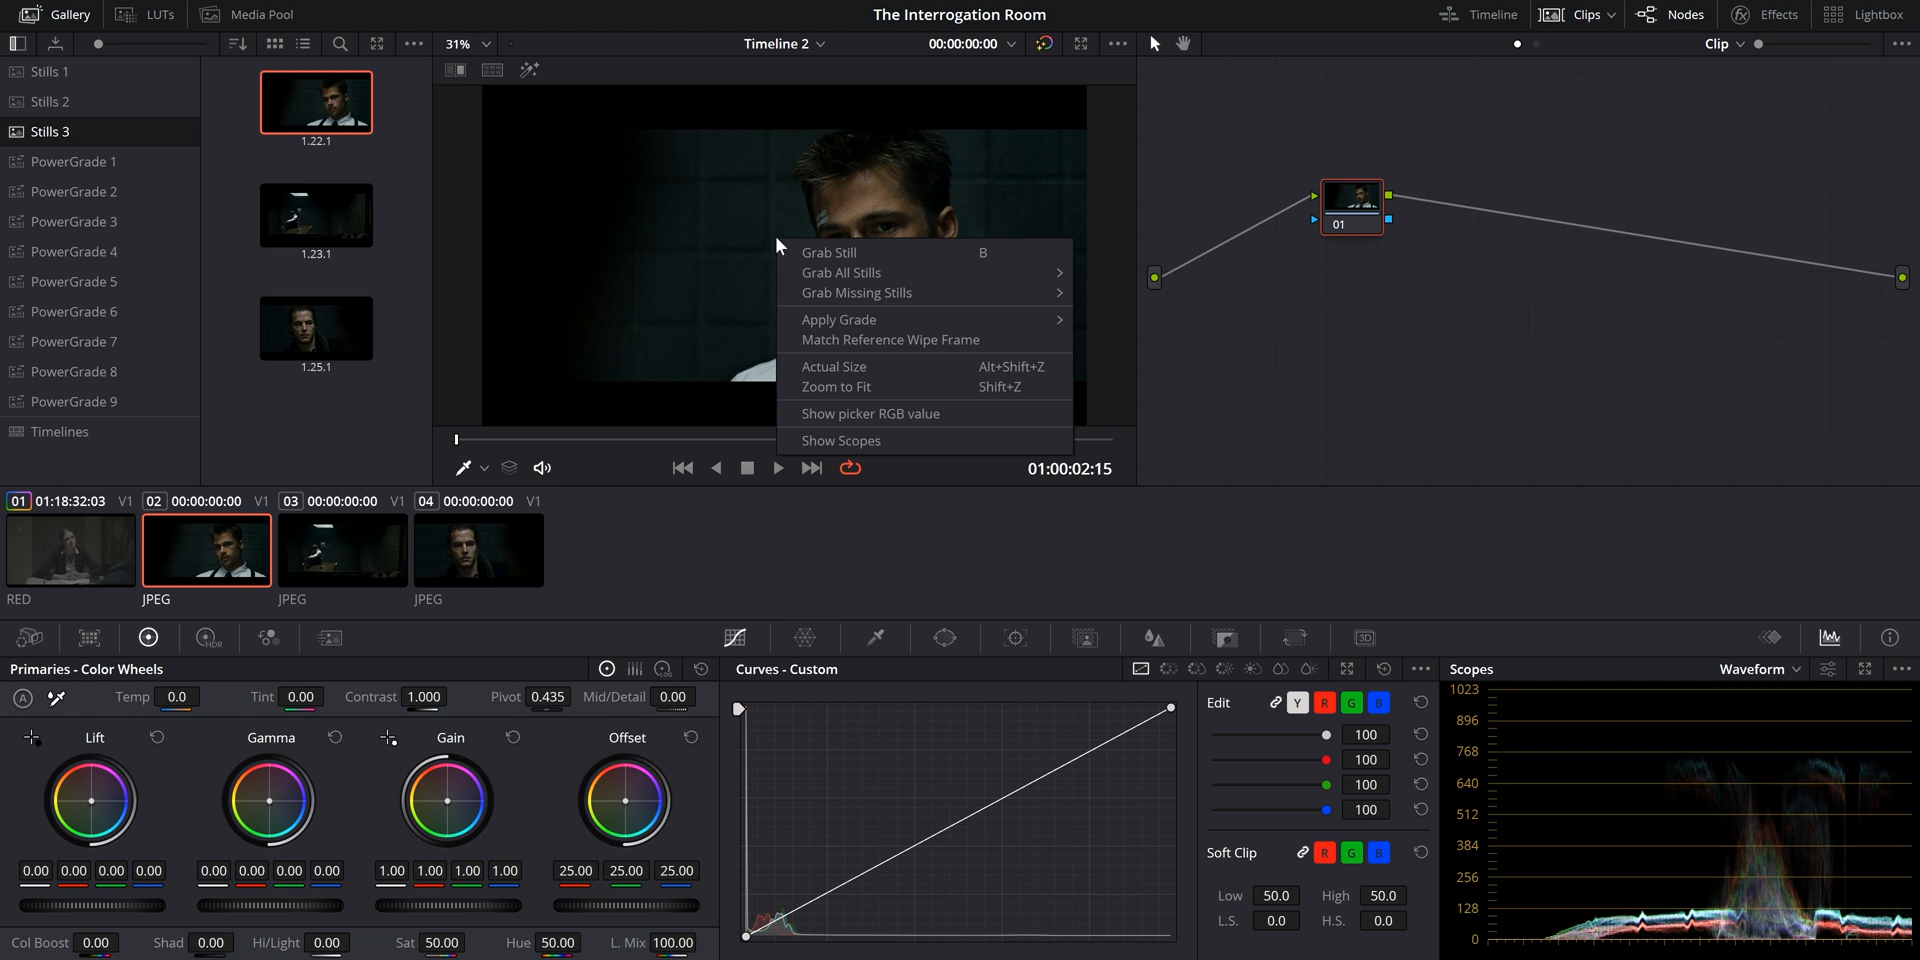 Gallery LUTs Media Pool The Interrogation Room Timeline Clips Nodes Effects Lightbox
31% Timeline 2 00:00:00:00 Clip
Stills 1
Stills 2
Stills 3
PowerGrade 1
PowerGrade 2
PowerGrade 3
PowerGrade 4
PowerGrade 5
PowerGrade 6
PowerGrade 7
PowerGrade 8
PowerGrade 9
Timelines
1.22.1
1.23.1
1.25.1
Grab Still B
Grab All Stills
Grab Missing Stills
Apply Grade
Match Reference Wipe Frame
Actual Size Alt+Shift+Z
Zoom to Fit Shift+Z
Show picker RGB value
Show Scopes
01:00:02:15
01
01 01:18:32:03 V1 02 00:00:00:00 V1 03 00:00:00:00 V1 04 00:00:00:00 V1
RED JPEG JPEG JPEG
HDR 3D
Primaries - Color Wheels LOG
A Temp 0.0 Tint 0.00 Contrast 1.000 Pivot 0.435 Mid/Detail 0.00
Lift Gamma Gain Offset
0.00 0.00 0.00 0.00 0.00 0.00 0.00 0.00 1.00 1.00 1.00 1.00 25.00 25.00 25.00
Col Boost 0.00 Shad 0.00 Hi/Light 0.00 Sat 50.00 Hue 50.00 L. Mix 100.00
Curves - Custom
Edit Y R G B
100
100
100
100
Soft Clip R G B
Low 50.0 High 50.0
L.S. 0.0 H.S. 0.0
Scopes Waveform
1023
896
768
640
512
384
256
128
0